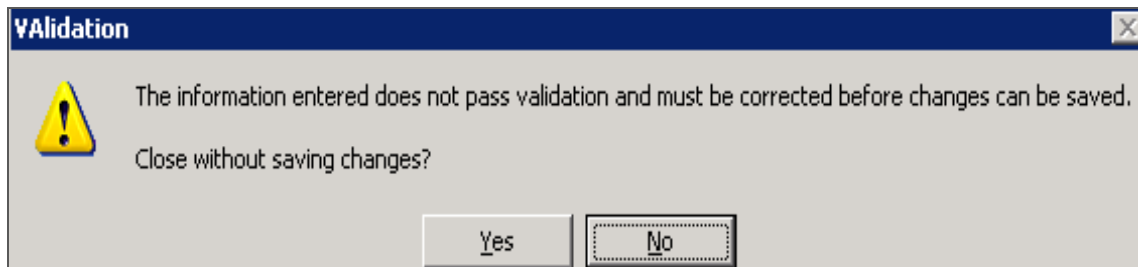 VAlidation
The information entered does not pass validation and must be corrected before changes can be saved.
Close without saving changes?
Yes No